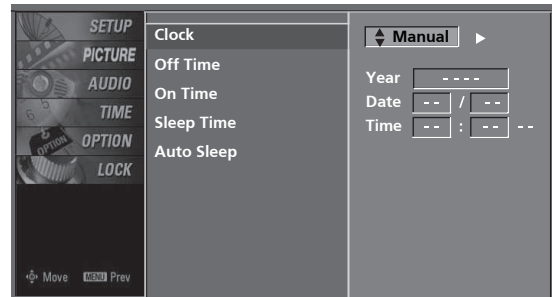 SETUP
PICTURE
AUDIO
TIME
OPTION
OPTION
LOCK
Move MENU Prev
Clock
Off Time
On Time
Sleep Time
Auto Sleep
Manual
Year - - - -
Date - - / - -
Time - - : - - - -